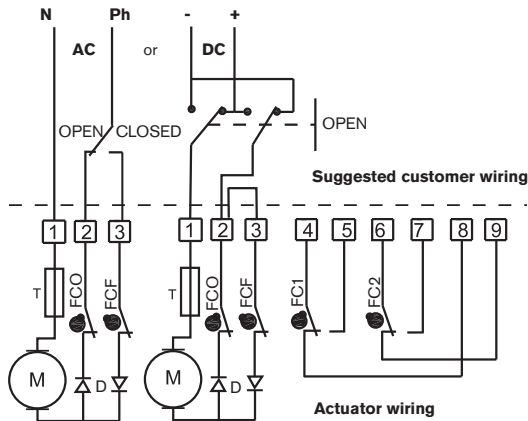 N Ph - +
AC or DC
OPEN CLOSED
OPEN
Suggested customer wiring
1 2 3 1 2 3 4 5 6 7 8 9
T FCO FCF T FCO FCF FC1 FC2
M D M D
Actuator wiring